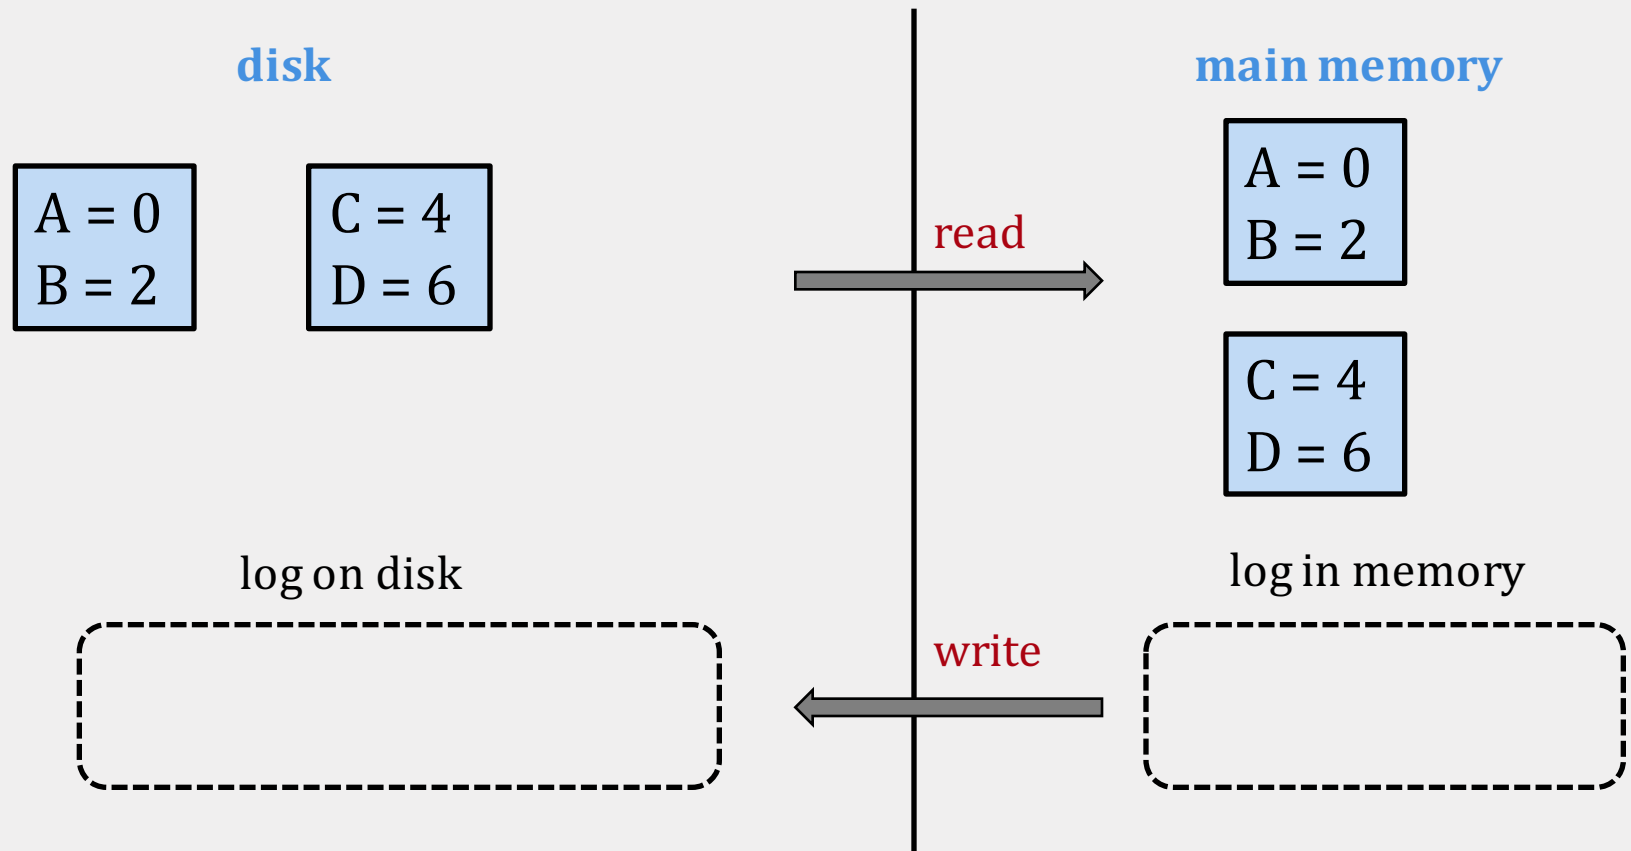 disk
A = 0
B = 2
C = 4
D = 6
log on disk
read
write
main memory
A = 0
B = 2
C = 4
D = 6
log in memory